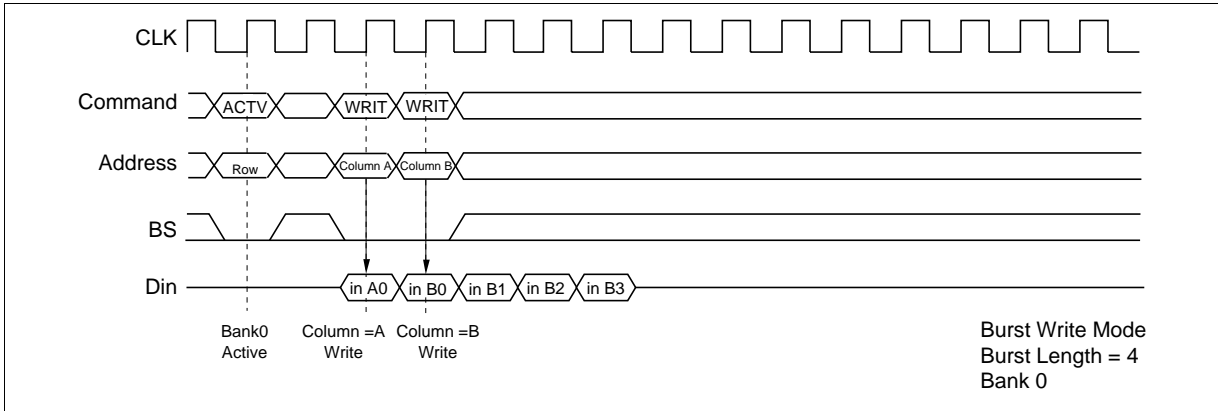 CLK
Command ACTV WRIT WRIT
Address Row Column A Column B
BS
Din in A0 in B0 in B1 in B2 in B3
Bank0 Column =A Column =B
Active Write Write
Burst Write Mode
Burst Length = 4
Bank 0